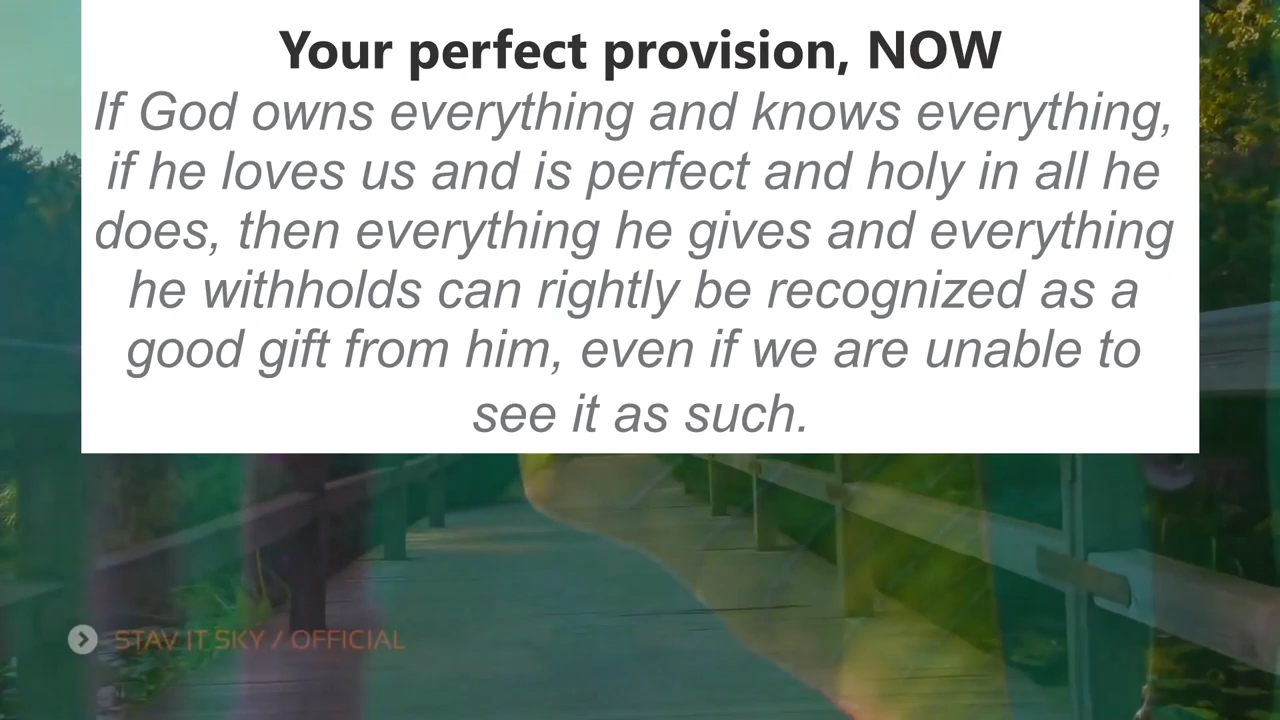 Your perfect provision, NOW
If God owns everything and knows everything,
if he loves us and is perfect and holy in all he
does, then everything he gives and everything
he withholds can rightly be recognized as a
good gift from him, even if we are unable to
see it as such.
STAV IT SKY / OFFICIAL